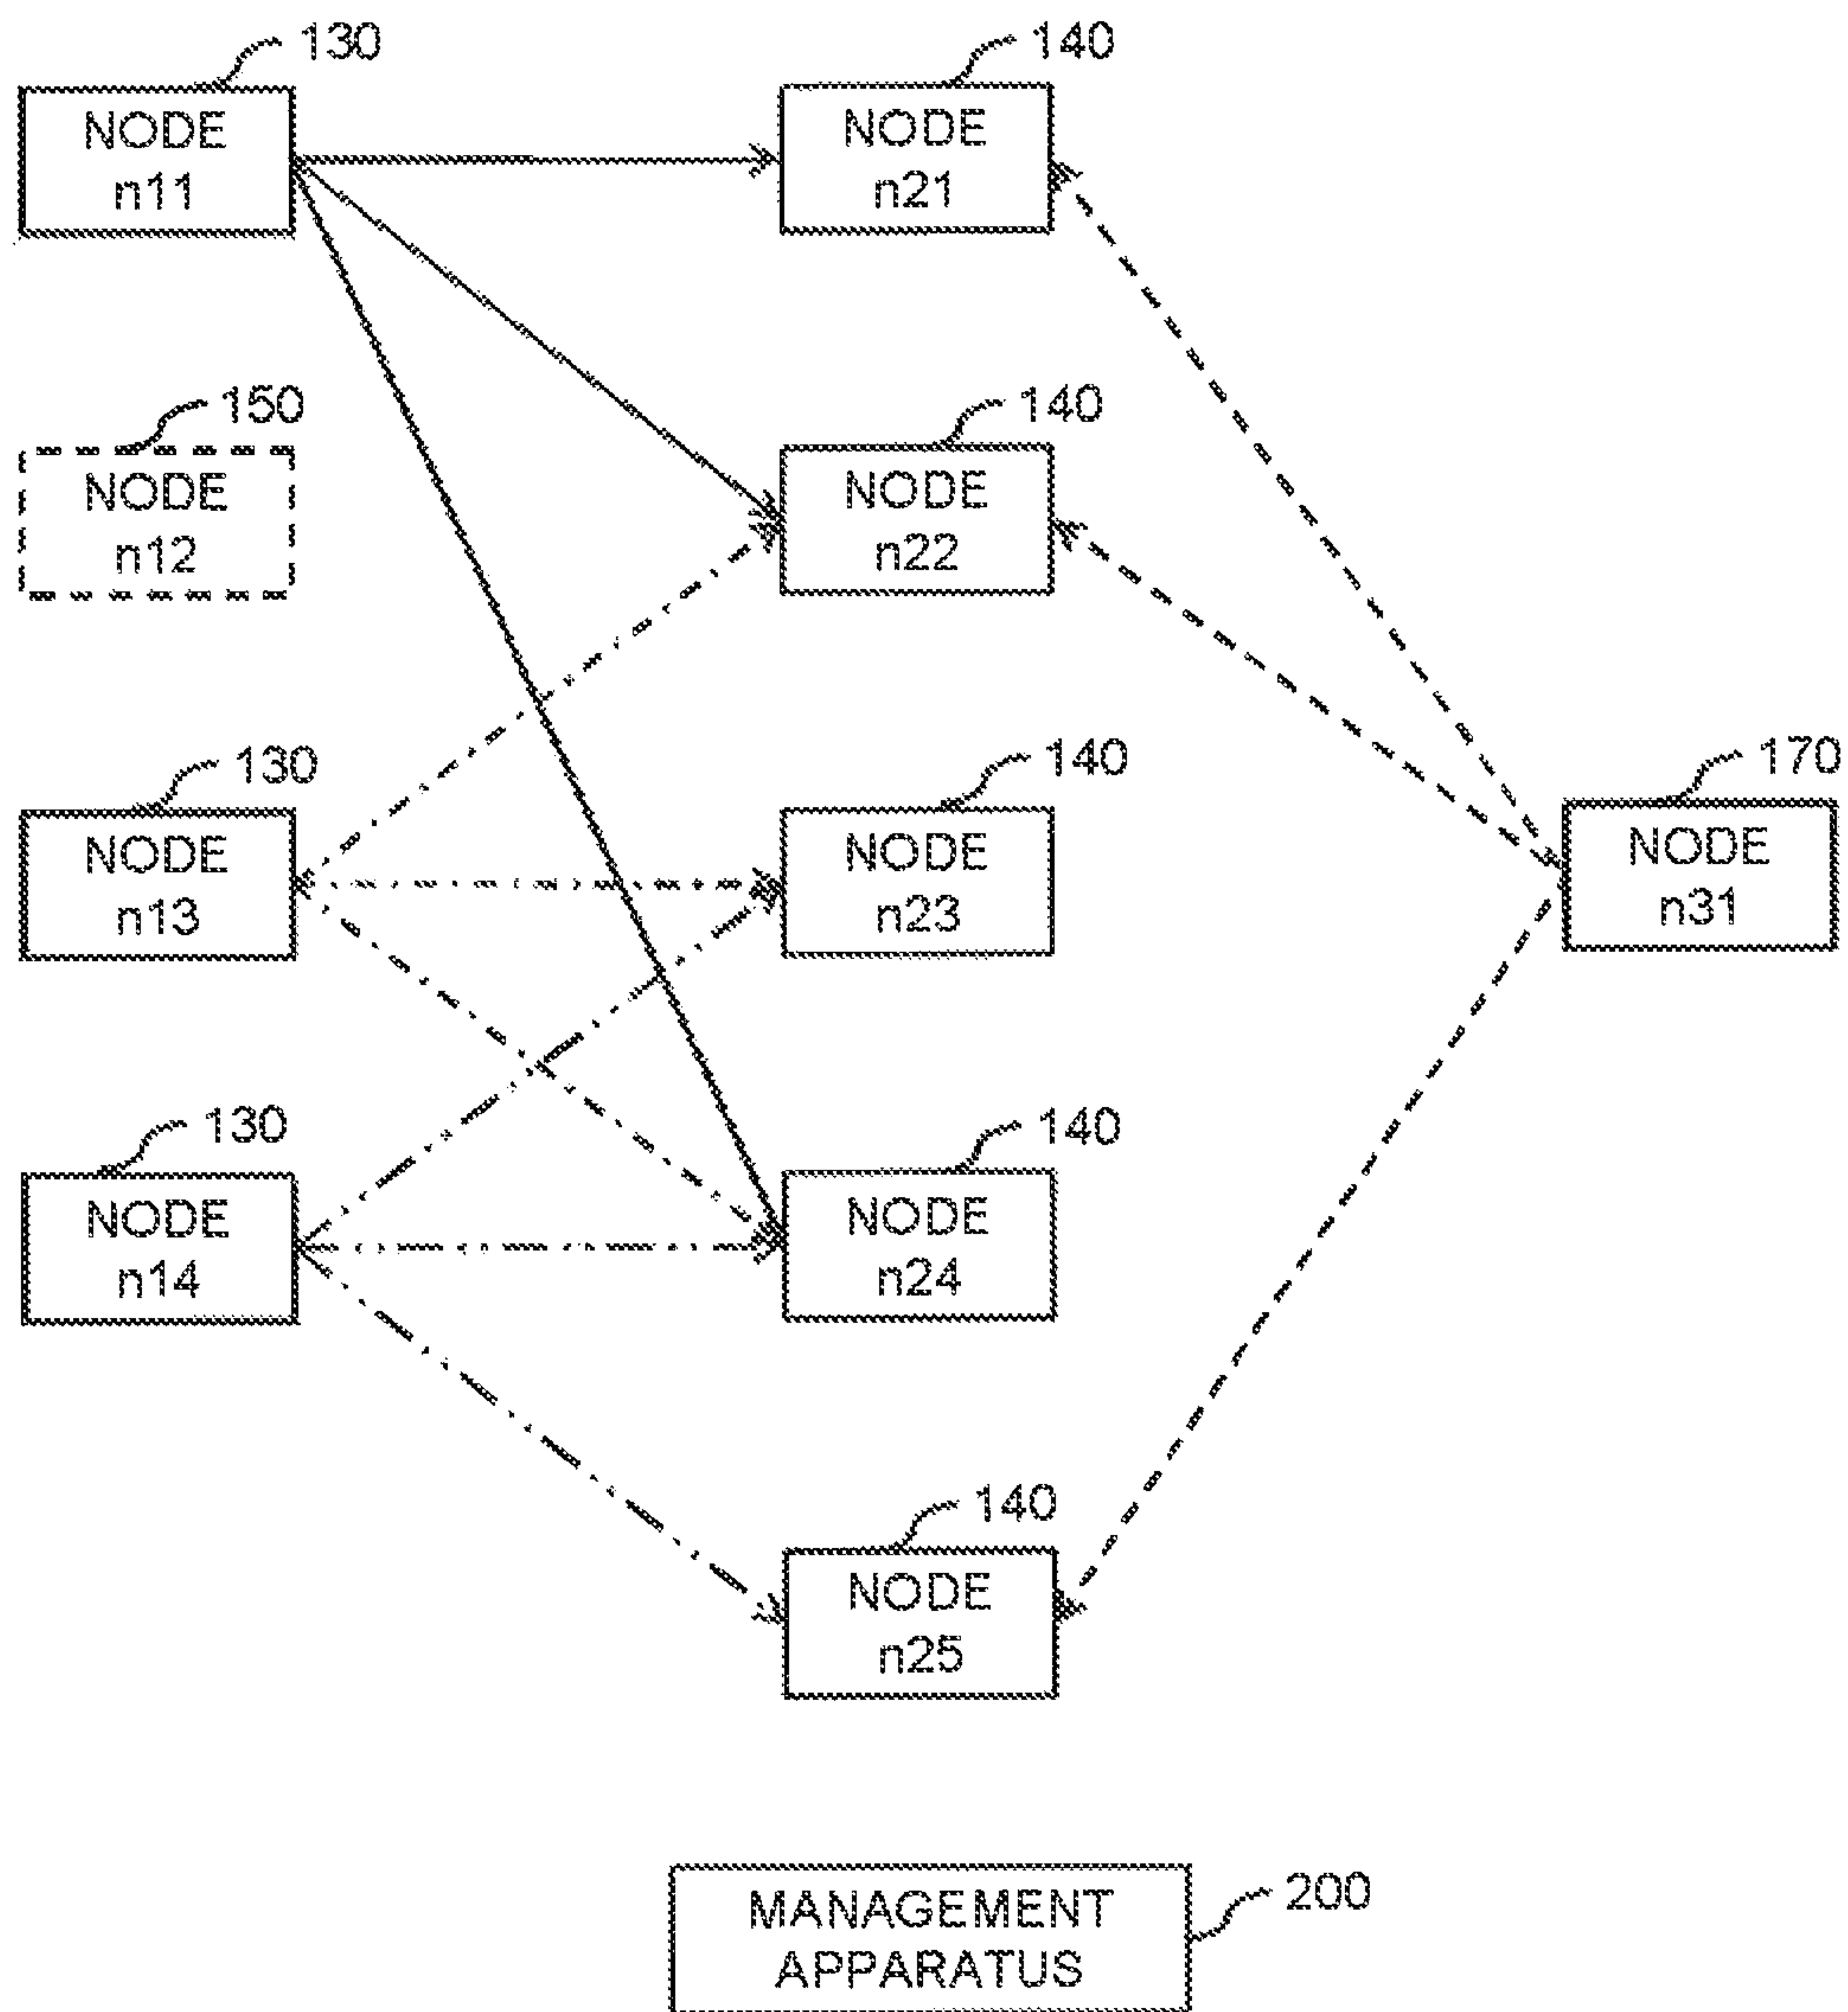 130
140
NODE
n11
NODE
n21
150
140
NODE
n12
NODE
n22
130
140
170
NODE
n13
NODE
n23
NODE
n31
130
140
NODE
n14
NODE
n24
140
NODE
n25
200
MANAGEMENT
APPARATUS